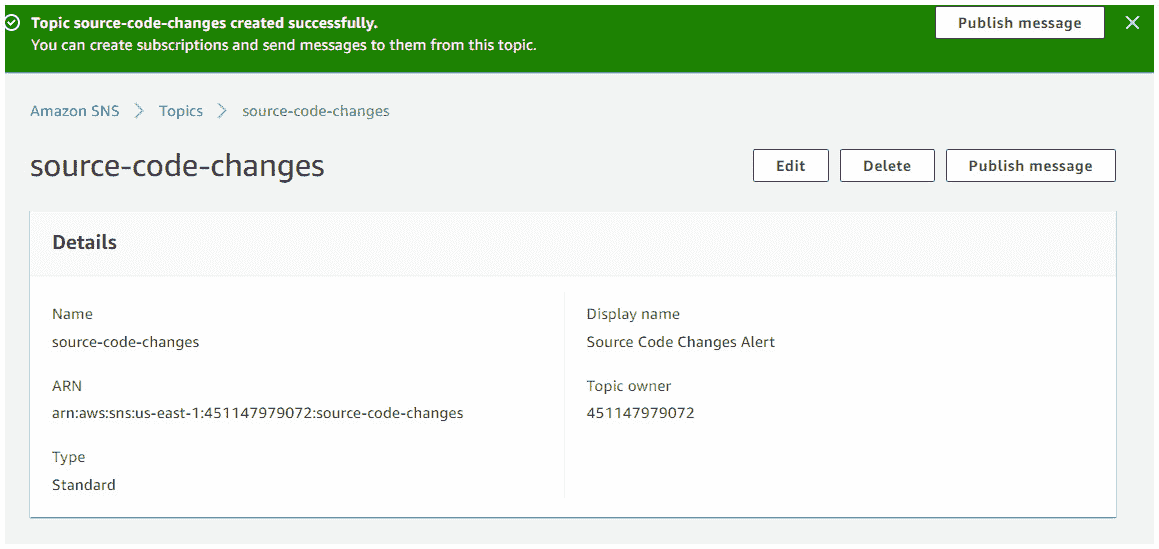 Topic source-code-changes created successfully.
You can create subscriptions and send messages to them from this topic.
Publish message
Amazon SNS > Topics > source-code-changes
source-code-changes
Edit
Delete
Publish message
Details
Name
source-code-changes
ARN
arn:aws:sns:us-east-1:451147979072:source-code-changes
Type
Standard
Display name
Source Code Changes Alert
Topic owner
451147979072